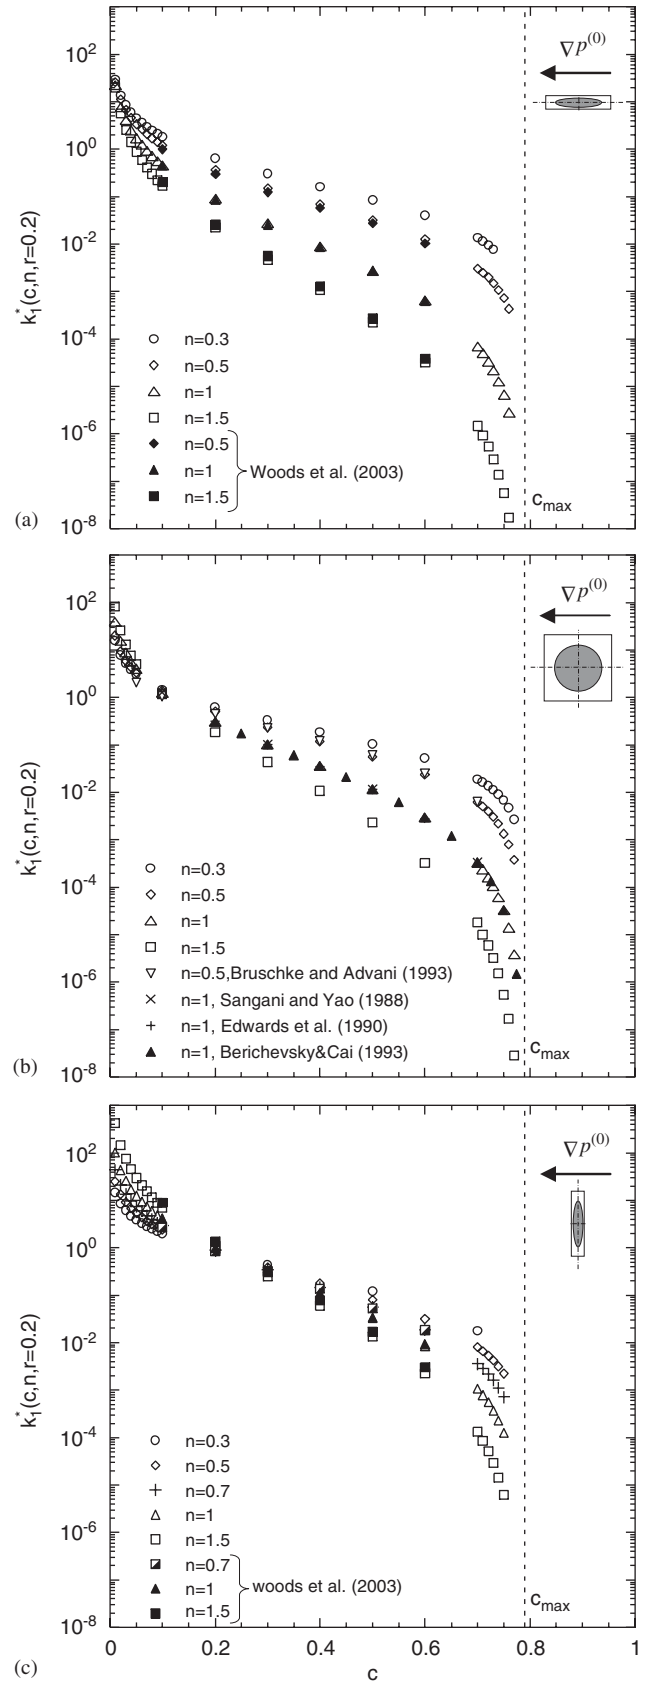 10^2
10^0
10^-2
10^-4
10^-6
10^-8
k_1^*(c,n,r=0.2)
∇p^(0)
n=0.3
n=0.5
n=1
n=1.5
n=0.5
n=1
n=1.5
Woods et al. (2003)
c_max
(a)
10^2
10^0
10^-2
10^-4
10^-6
10^-8
k_1^*(c,n,r=0.2)
∇p^(0)
n=0.3
n=0.5
n=1
n=1.5
n=0.5,Bruschke and Advani (1993)
n=1, Sangani and Yao (1988)
n=1, Edwards et al. (1990)
n=1, Berichevsky&Cai (1993)
c_max
(b)
10^2
10^0
10^-2
10^-4
10^-6
10^-8
k_1^*(c,n,r=0.2)
∇p^(0)
n=0.3
n=0.5
n=0.7
n=1
n=1.5
n=0.7
n=1
n=1.5
woods et al. (2003)
c_max
0 0.2 0.4 0.6 0.8 1
(c)
c